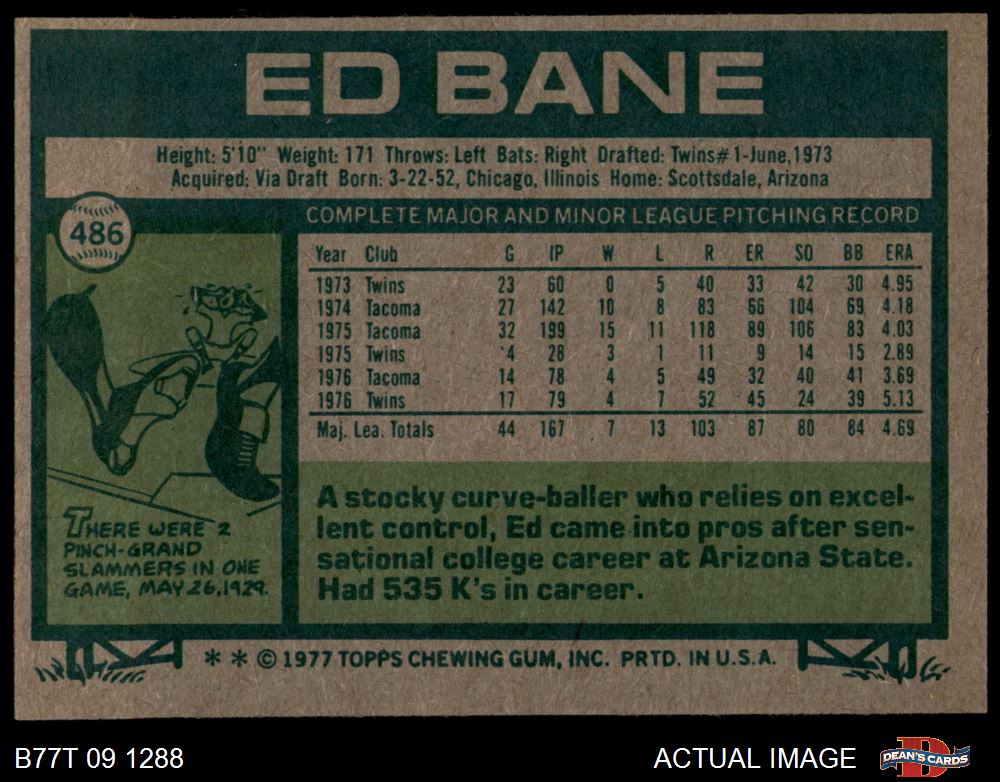 ED BANE
Height: 5'10" Weight: 171 Throws: Left Bats: Right Drafted: Twins#1-June, 1973
Acquired: Via Draft Born: 3-22-52, Chicago, Illinois Home: Scottsdale, Arizona
486
COMPLETE MAJOR AND MINOR LEAGUE PITCHING RECORD
Year Club G IP W L R ER SO BB ERA
1973 Twins 23 60 0 5 40 33 42 30 4.95
1974 Tacoma 27 142 10 8 83 66 104 69 4.18
1975 Tacoma 32 199 15 11 118 89 106 83 4.03
1975 Twins 4 28 3 1 11 9 14 15 2.89
1976 Tacoma 14 78 4 5 49 32 40 41 3.69
1976 Twins 17 79 4 7 52 45 24 39 5.13
Maj. Lea. Totals 44 167 7 13 103 87 80 84 4.69
THERE WERE 2
PINCH-GRAND
SLAMMERS IN ONE
GAME, MAY 26, 1929.
A stocky curve-baller who relies on excel-
lent control, Ed came into pros after sen-
sational college career at Arizona State.
Had 535 K's in career.
* * © 1977 TOPPS CHEWING GUM, INC. PRTD. IN U.S.A.
B77T 09 1288
ACTUAL IMAGE
DEAN'S CARDS